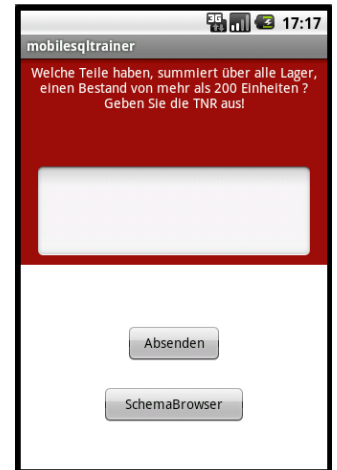 3G 17:17
mobilesqltrainer
Welche Teile haben, summiert über alle Lager,
einen Bestand von mehr als 200 Einheiten ?
Geben Sie die TNR aus!
Absenden
SchemaBrowser